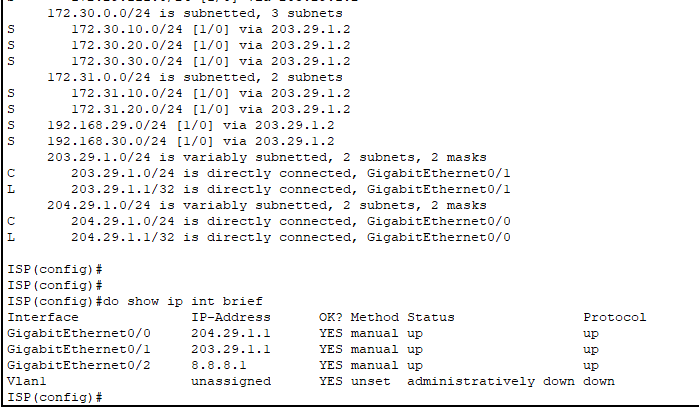 172.30.0.0/24 is subnetted, 3 subnets
S 172.30.10.0/24 [1/0] via 203.29.1.2
S 172.30.20.0/24 [1/0] via 203.29.1.2
S 172.30.30.0/24 [1/0] via 203.29.1.2
172.31.0.0/24 is subnetted, 2 subnets
S 172.31.10.0/24 [1/0] via 203.29.1.2
S 172.31.20.0/24 [1/0] via 203.29.1.2
S 192.168.29.0/24 [1/0] via 203.29.1.2
S 192.168.30.0/24 [1/0] via 203.29.1.2
203.29.1.0/24 is variably subnetted, 2 subnets, 2 masks
C 203.29.1.0/24 is directly connected, GigabitEthernet0/1
L 203.29.1.1/32 is directly connected, GigabitEthernet0/1
204.29.1.0/24 is variably subnetted, 2 subnets, 2 masks
C 204.29.1.0/24 is directly connected, GigabitEthernet0/0
L 204.29.1.1/32 is directly connected, GigabitEthernet0/0
ISP(config)#
ISP(config)#
ISP(config)#do show ip int brief
Interface IP-Address OK? Method Status Protocol
GigabitEthernet0/0 204.29.1.1 YES manual up up
GigabitEthernet0/1 203.29.1.1 YES manual up up
GigabitEthernet0/2 8.8.8.1 YES manual up up
Vlan1 unassigned YES unset administratively down down
ISP(config)#